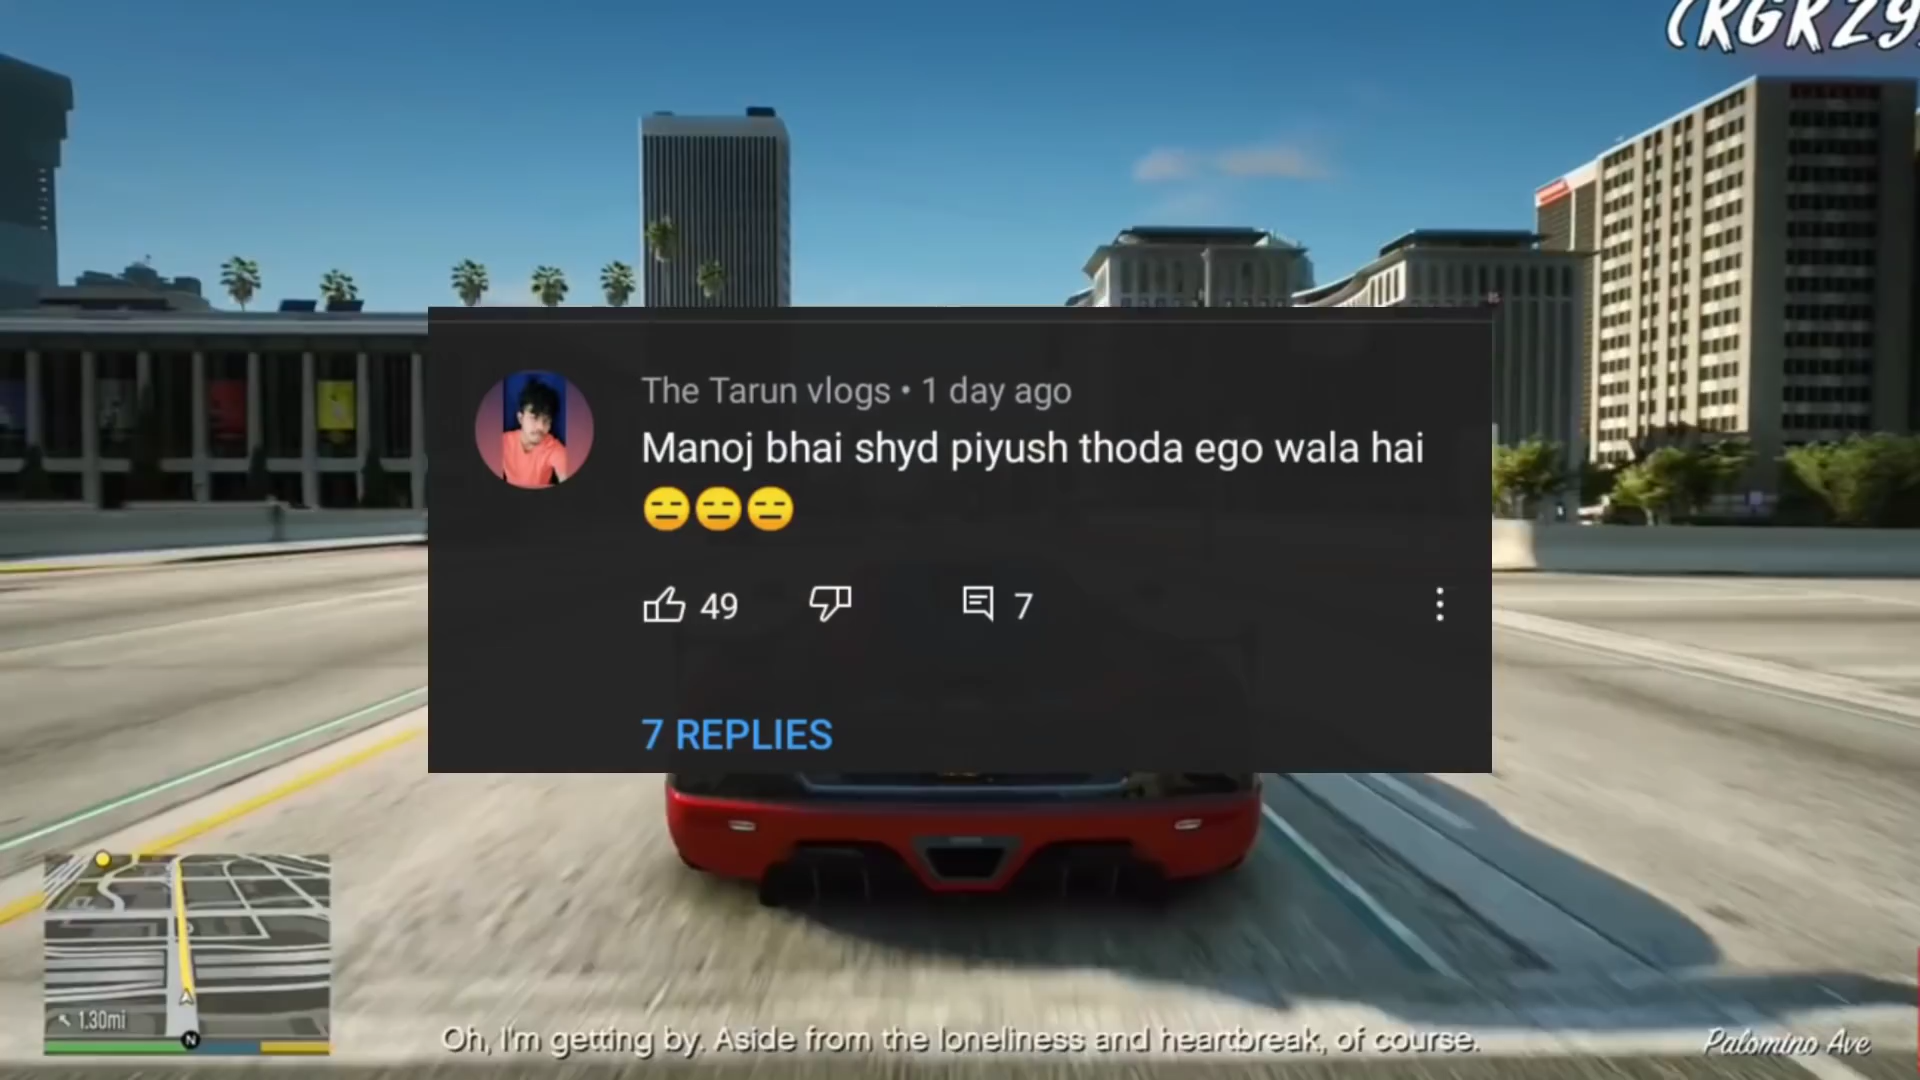 The Tarun vlogs • 1 day ago
Manoj bhai shyd piyush thoda ego wala hai
😑😑😑
49
7
7 REPLIES
1.30mi
N
Oh, I'm getting by. Aside from the loneliness and heartbreak, of course.
Palomino Ave